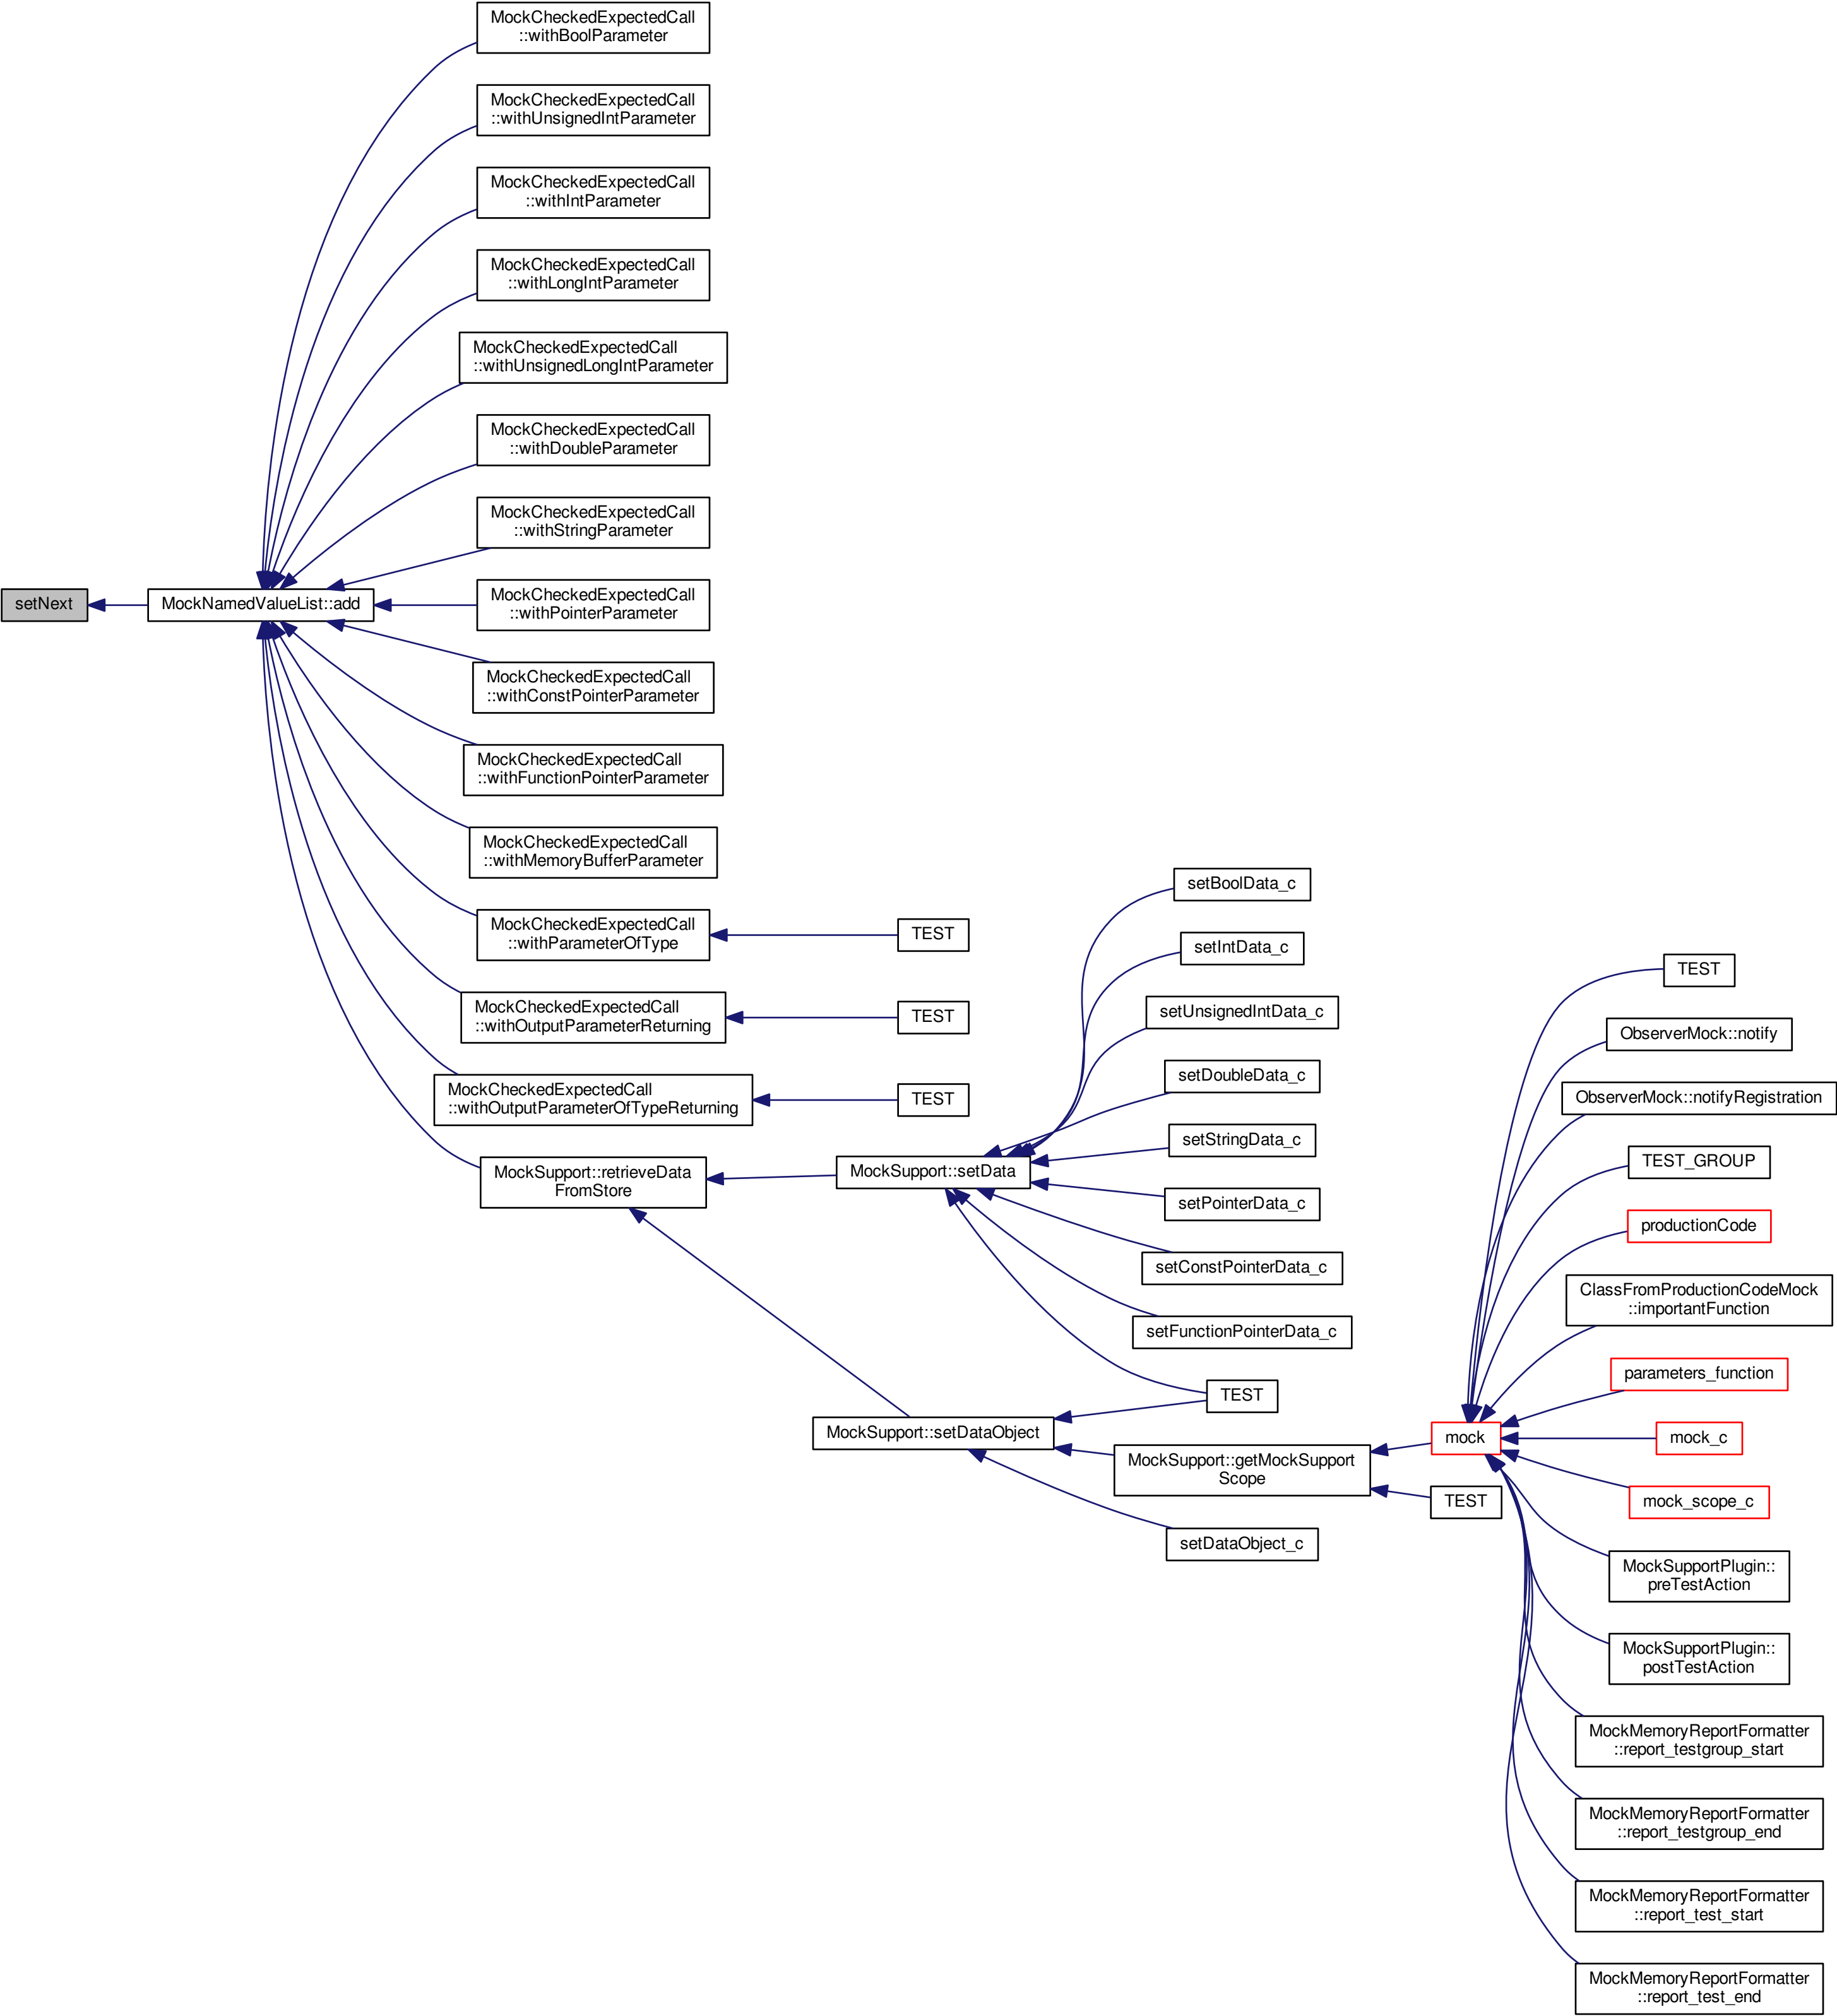 MockCheckedExpectedCall
::withBoolParameter
MockCheckedExpectedCall
::withUnsignedIntParameter
MockCheckedExpectedCall
::withIntParameter
MockCheckedExpectedCall
::withLongIntParameter
MockCheckedExpectedCall
::withUnsignedLongIntParameter
MockCheckedExpectedCall
::withDoubleParameter
MockCheckedExpectedCall
::withStringParameter
setNext
MockNamedValueList::add
MockCheckedExpectedCall
::withPointerParameter
MockCheckedExpectedCall
::withConstPointerParameter
MockCheckedExpectedCall
::withFunctionPointerParameter
MockCheckedExpectedCall
::withMemoryBufferParameter
MockCheckedExpectedCall
::withParameterOfType
TEST
MockCheckedExpectedCall
::withOutputParameterReturning
TEST
MockCheckedExpectedCall
::withOutputParameterOfTypeReturning
TEST
MockSupport::retrieveData
FromStore
MockSupport::setData
MockSupport::setDataObject
setBoolData_c
setIntData_c
setUnsignedIntData_c
setDoubleData_c
setStringData_c
setPointerData_c
setConstPointerData_c
setFunctionPointerData_c
TEST
MockSupport::getMockSupport
Scope
setDataObject_c
mock
TEST
TEST
ObserverMock::notify
ObserverMock::notifyRegistration
TEST_GROUP
productionCode
ClassFromProductionCodeMock
::importantFunction
parameters_function
mock_c
mock_scope_c
MockSupportPlugin::
preTestAction
MockSupportPlugin::
postTestAction
MockMemoryReportFormatter
::report_testgroup_start
MockMemoryReportFormatter
::report_testgroup_end
MockMemoryReportFormatter
::report_test_start
MockMemoryReportFormatter
::report_test_end